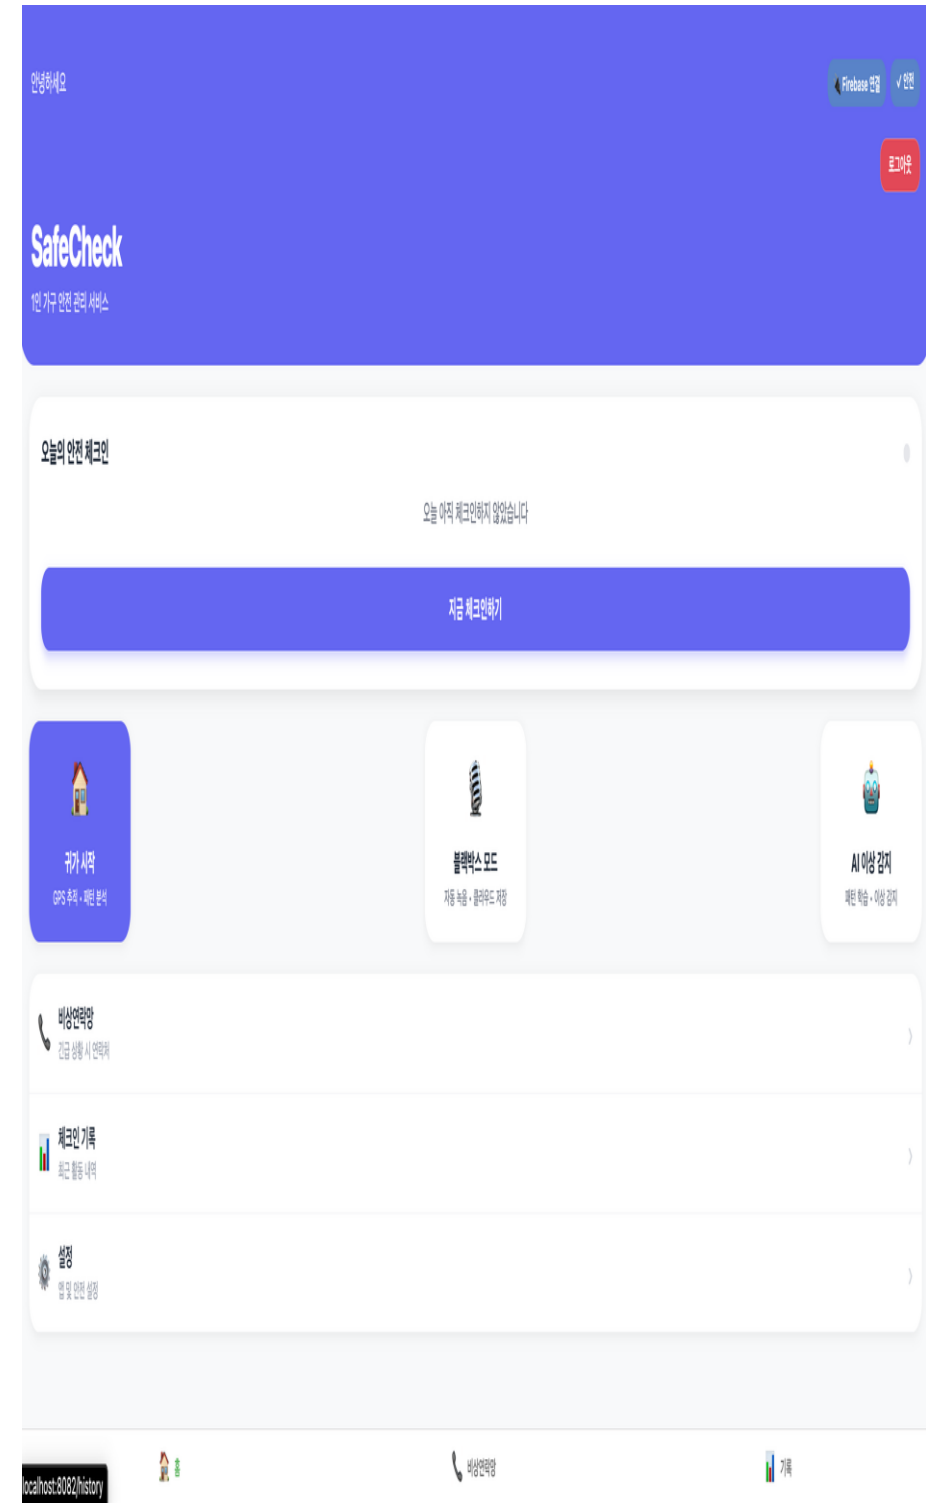 안녕하세요
Firebase 연결
✓ 안전
로그아웃
SafeCheck
1인 가구 안전 관리 서비스
오늘의 안전 체크인
오늘 아직 체크인하지 않았습니다
지금 체크인하기
귀가 시작
GPS 추적 • 패턴 분석
블랙박스 모드
자동 녹음 • 클라우드 저장
AI 이상 감지
패턴 학습 • 이상 감지
비상연락망
긴급 상황 시 연락처
체크인 기록
최근 활동 내역
설정
앱 및 안전 설정
홈
비상연락망
기록
localhost:8082/history